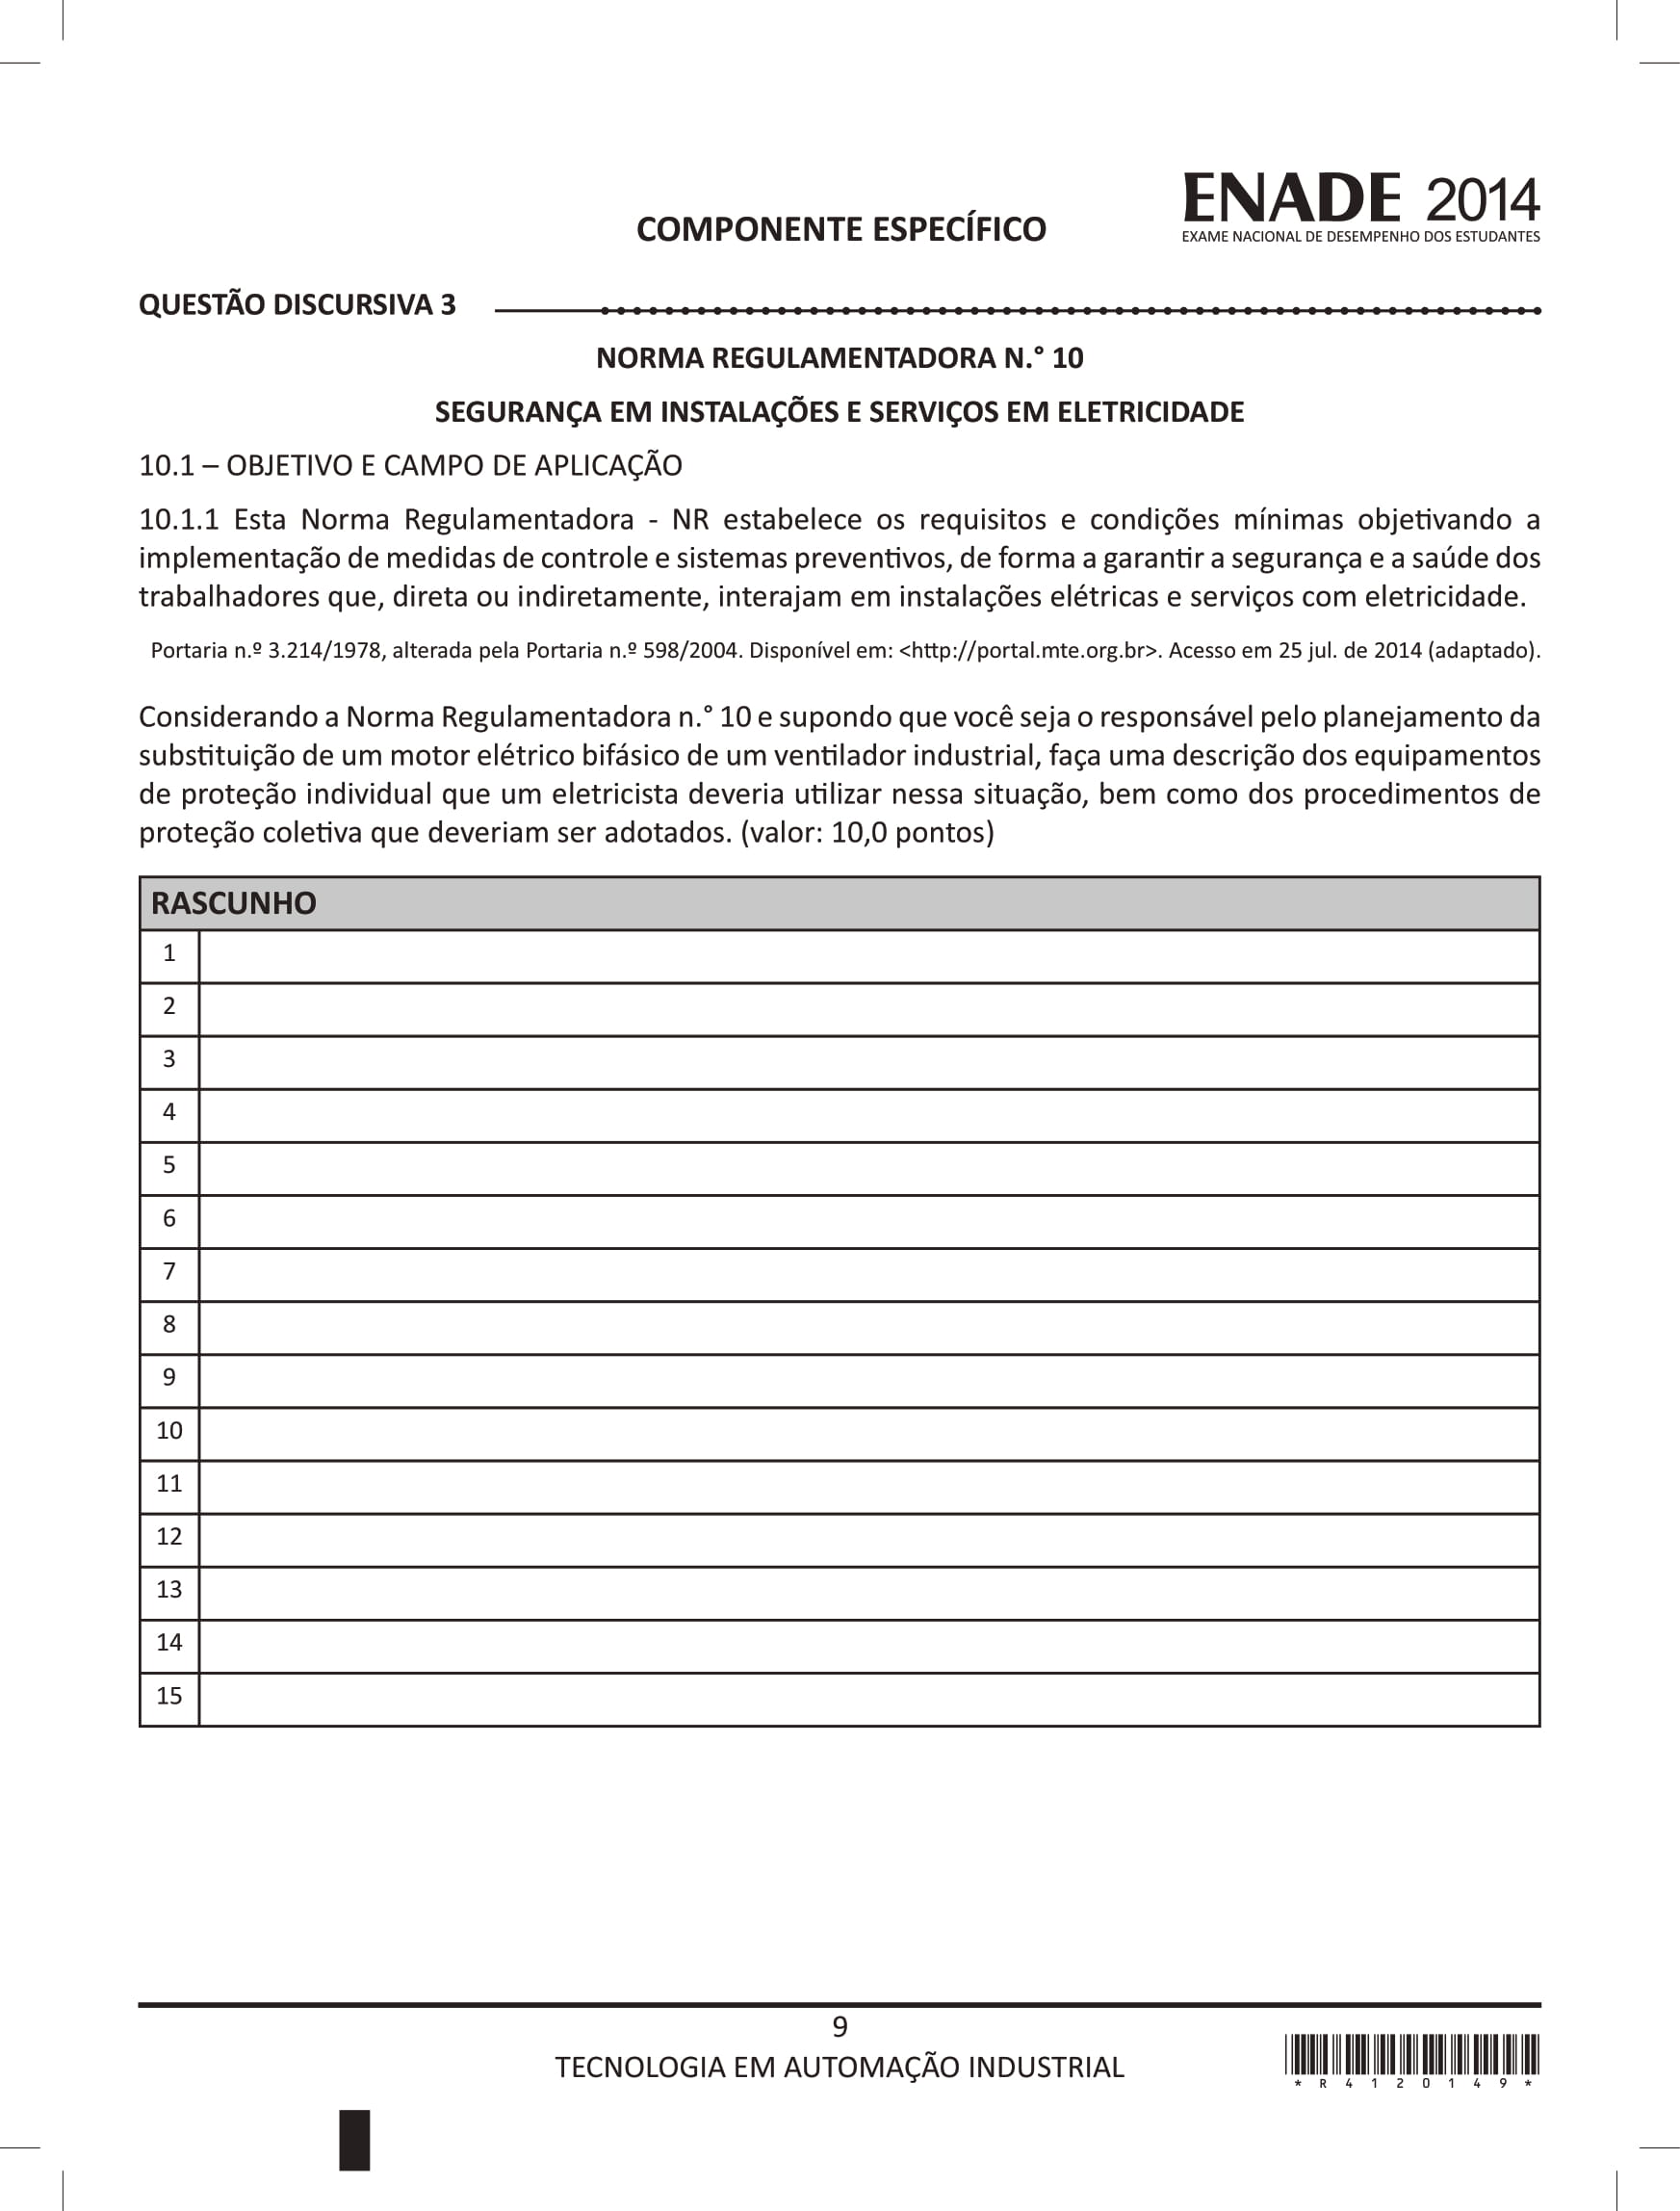 ENADE 2014
EXAME NACIONAL DE DESEMPENHO DOS ESTUDANTES
COMPONENTE ESPECÍFICO
QUESTÃO DISCURSIVA 3
NORMA REGULAMENTADORA N.° 10
SEGURANÇA EM INSTALAÇÕES E SERVIÇOS EM ELETRICIDADE
10.1 – OBJETIVO E CAMPO DE APLICAÇÃO
10.1.1 Esta Norma Regulamentadora - NR estabelece os requisitos e condições mínimas objetivando a
implementação de medidas de controle e sistemas preventivos, de forma a garantir a segurança e a saúde dos
trabalhadores que, direta ou indiretamente, interajam em instalações elétricas e serviços com eletricidade.
Portaria n.º 3.214/1978, alterada pela Portaria n.º 598/2004. Disponível em: <http://portal.mte.org.br>. Acesso em 25 jul. de 2014 (adaptado).
Considerando a Norma Regulamentadora n.° 10 e supondo que você seja o responsável pelo planejamento da
substituição de um motor elétrico bifásico de um ventilador industrial, faça uma descrição dos equipamentos
de proteção individual que um eletricista deveria utilizar nessa situação, bem como dos procedimentos de
proteção coletiva que deveriam ser adotados. (valor: 10,0 pontos)
RASCUNHO
1
2
3
4
5
6
7
8
9
10
11
12
13
14
15
9
TECNOLOGIA EM AUTOMAÇÃO INDUSTRIAL
* R 4 1 2 0 1 4 9 *